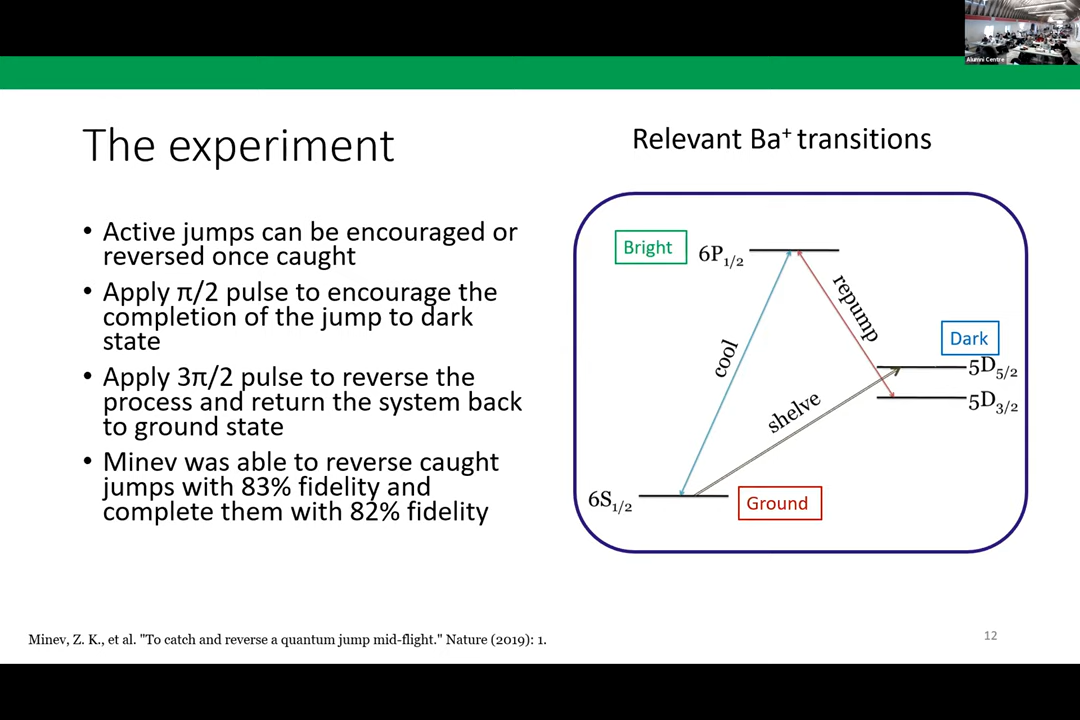 Alumni Centre
The experiment
• Active jumps can be encouraged or
reversed once caught
• Apply π/2 pulse to encourage the
completion of the jump to dark
state
• Apply 3π/2 pulse to reverse the
process and return the system back
to ground state
• Minev was able to reverse caught
jumps with 83% fidelity and
complete them with 82% fidelity
Relevant Ba⁺ transitions
Bright
6P₁/₂
repump
cool
Dark
5D₅/₂
5D₃/₂
shelve
6S₁/₂
Ground
Minev, Z. K., et al. "To catch and reverse a quantum jump mid-flight." Nature (2019): 1.
12